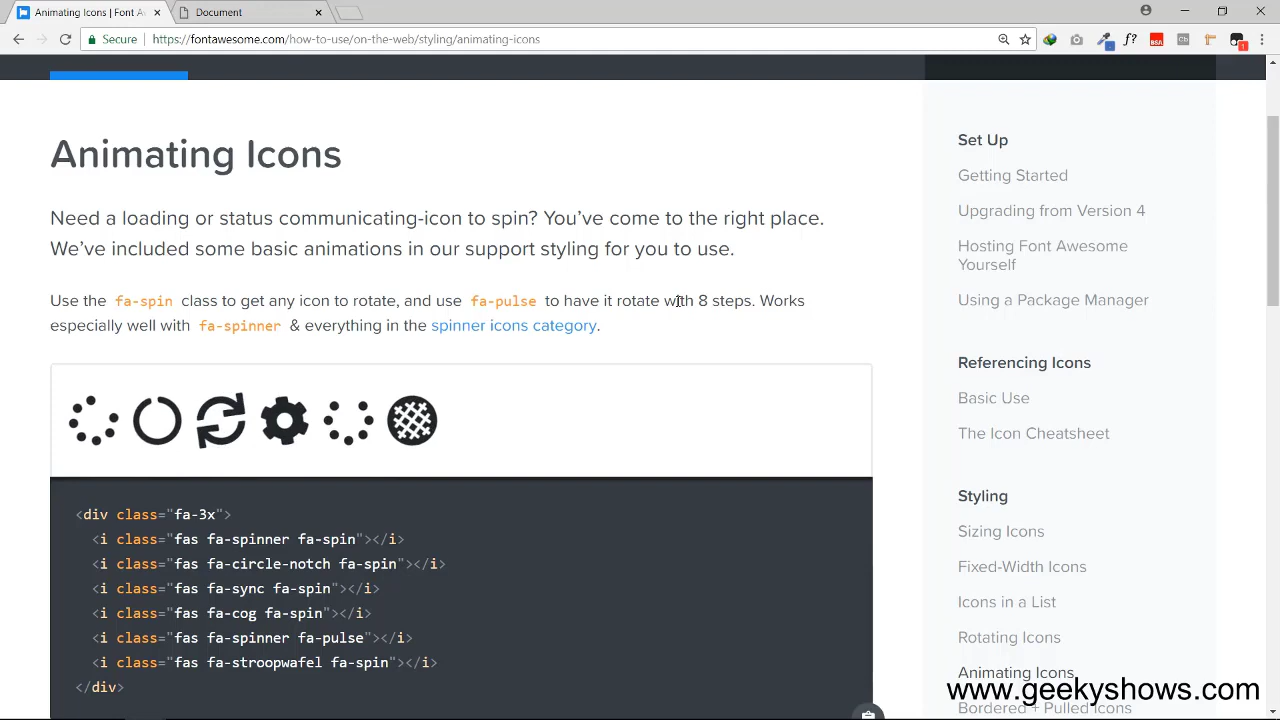 Animating Icons | Font A
Document
Secure
https://fontawesome.com/how-to-use/on-the-web/styling/animating-icons
f?
BSA
Cb
1
Animating Icons
Need a loading or status communicating-icon to spin? You’ve come to the right place.
We’ve included some basic animations in our support styling for you to use.
Use the fa-spin class to get any icon to rotate, and use fa-pulse to have it rotate with 8 steps. Works
especially well with fa-spinner & everything in the spinner icons category.
<div class="fa-3x">
<i class="fas fa-spinner fa-spin"></i>
<i class="fas fa-circle-notch fa-spin"></i>
<i class="fas fa-sync fa-spin"></i>
<i class="fas fa-cog fa-spin"></i>
<i class="fas fa-spinner fa-pulse"></i>
<i class="fas fa-stroopwafel fa-spin"></i>
</div>
Set Up
Getting Started
Upgrading from Version 4
Hosting Font Awesome
Yourself
Using a Package Manager
Referencing Icons
Basic Use
The Icon Cheatsheet
Styling
Sizing Icons
Fixed-Width Icons
Icons in a List
Rotating Icons
Animating Icons
Bordered + Pulled Icons
www.geekyshows.com